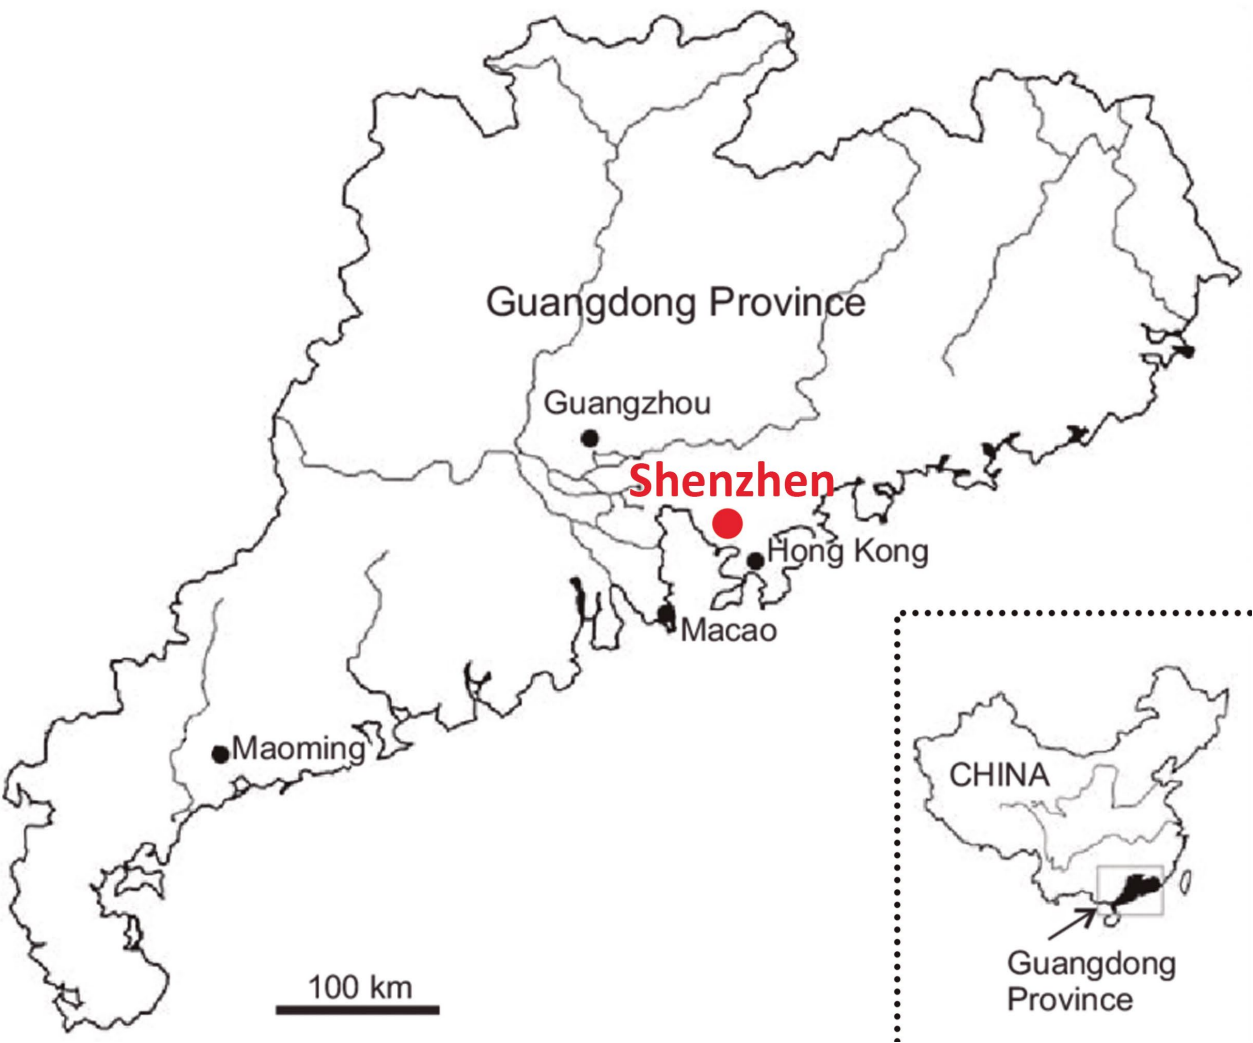 Guangdong Province
Guangzhou
Shenzhen
Hong Kong
Macao
Maoming
CHINA
Guangdong
Province
100 km